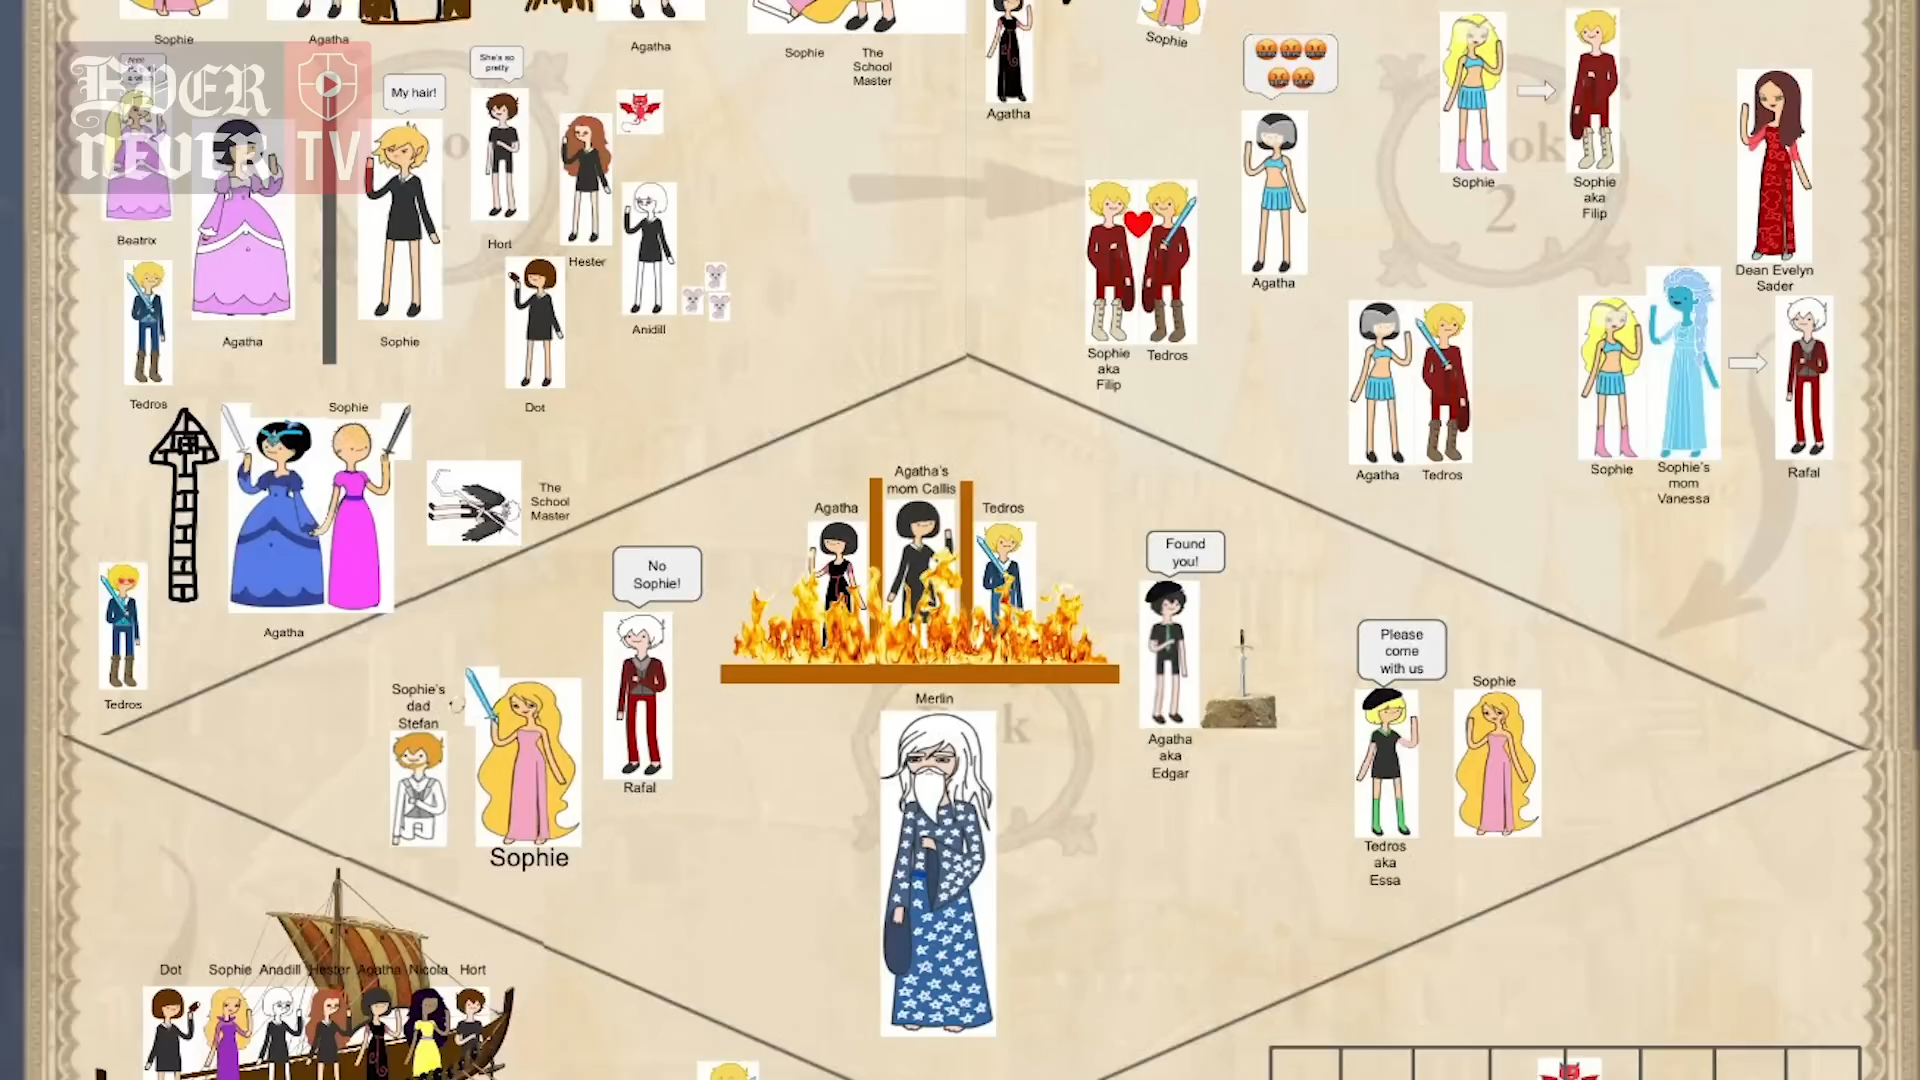 Sophie
Agatha
Agatha
Sophie
The
School
Master
Agatha
Sophie
EVER
NEVER TV
My hair!
She's so
pretty
Beatrix
Agatha
Sophie
Hort
Hester
Anidill
Dot
Tedros
Sophie
Agatha
The
School
Master
Tedros
Sophie
aka
Filip
Tedros
Agatha
Sophie
Sophie
aka
Filip
ok
2
Dean Evelyn
Sader
Agatha
Tedros
Sophie
Sophie's
mom
Vanessa
Rafal
Agatha's
mom Callis
Agatha
Tedros
No
Sophie!
Rafal
Sophie's
dad
Stefan
Sophie
Merlin
k
Found
you!
Agatha
aka
Edgar
Please
come
with us
Sophie
Tedros
aka
Essa
Dot
Sophie
Anadill
Hester
Agatha
Nicola
Hort